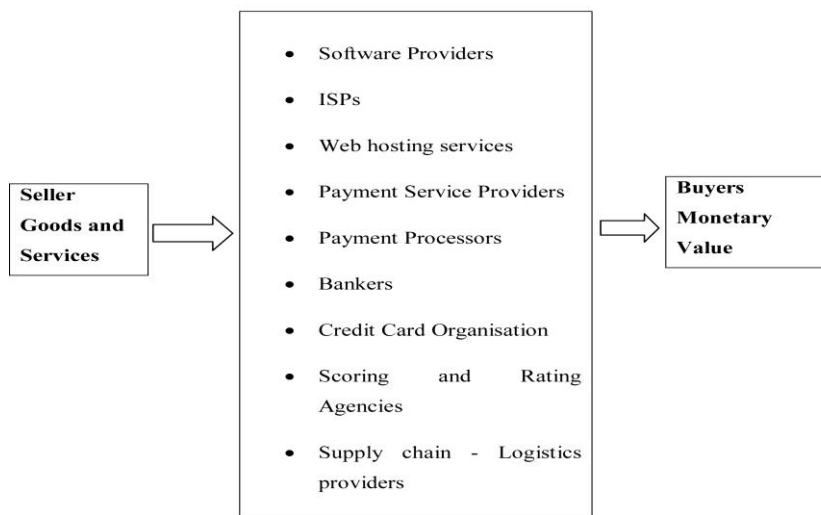 Seller
Goods and
Services
• Software Providers
• ISPs
• Web hosting services
• Payment Service Providers
• Payment Processors
• Bankers
• Credit Card Organisation
• Scoring and Rating
Agencies
• Supply chain - Logistics
providers
Buyers
Monetary
Value